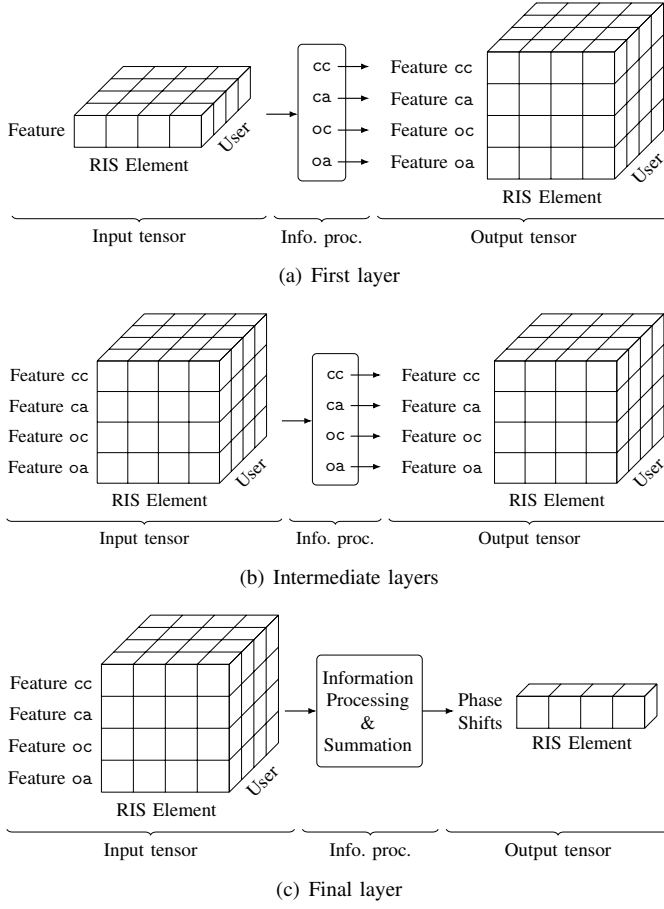 Feature
RIS Element
User
cc
ca
oc
oa
Feature cc
Feature ca
Feature oc
Feature oa
RIS Element
User
Input tensor
Info. proc.
Output tensor
(a) First layer
Feature cc
Feature ca
Feature oc
Feature oa
RIS Element
User
cc
ca
oc
oa
Feature cc
Feature ca
Feature oc
Feature oa
RIS Element
User
Input tensor
Info. proc.
Output tensor
(b) Intermediate layers
Feature cc
Feature ca
Feature oc
Feature oa
RIS Element
User
Information
Processing
&
Summation
Phase
Shifts
RIS Element
Input tensor
Info. proc.
Output tensor
(c) Final layer